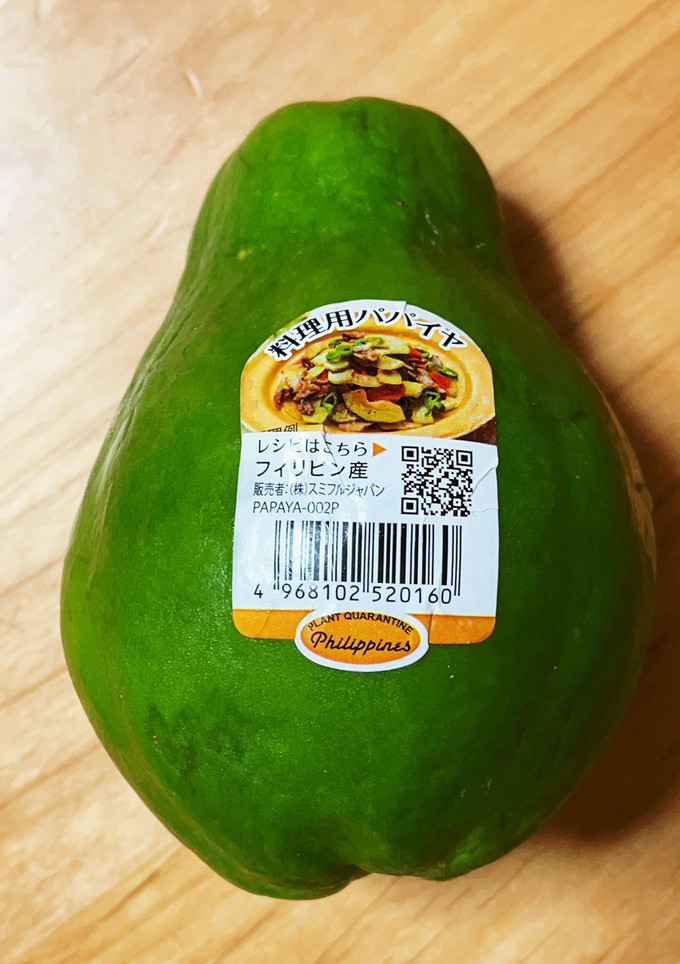 料理用パパイヤ
理例
レシピはこちら▶
フィリピン産
販売者:(株)スミフルジャパン
PAPAYA-002P
4 968102 520160
PLANT QUARANTINE
Philippines